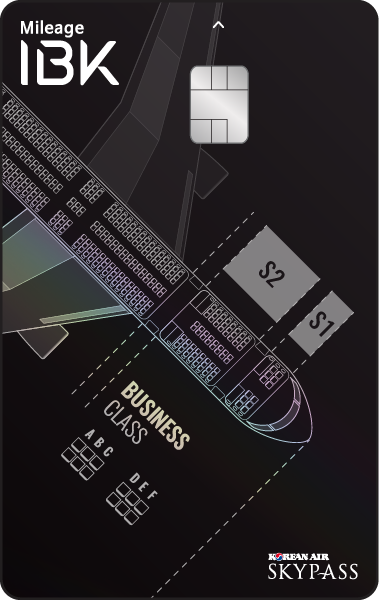 Mileage
IBK
S2
S1
BUSINESS
CLASS
A B C
D E F
KOREAN AIR
SKYPASS